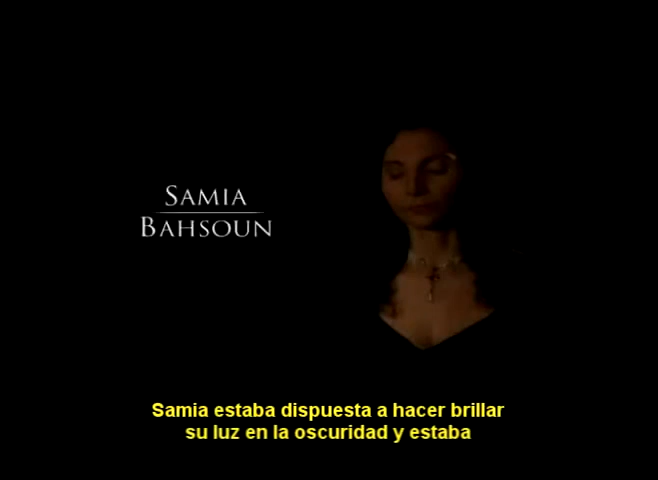 SAMIA
BAHSOUN
Samia estaba dispuesta a hacer brillar
su luz en la oscuridad y estaba